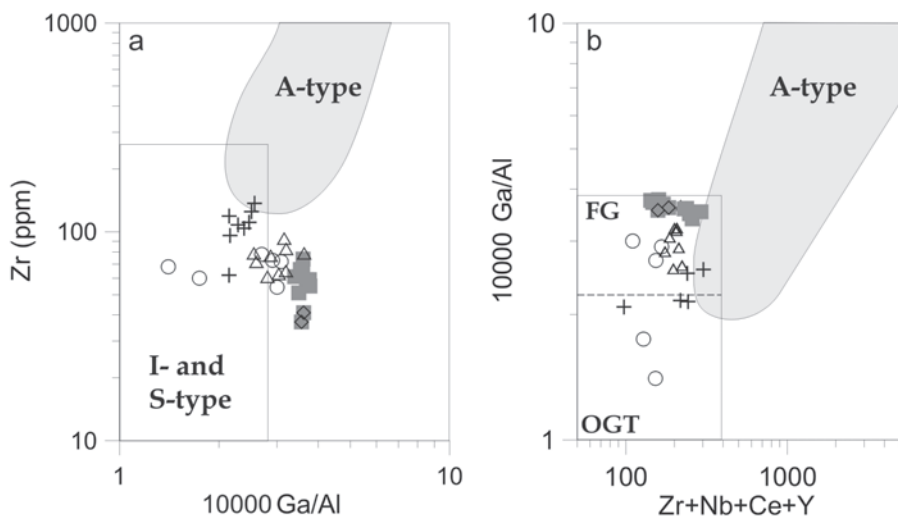 a
1000
100
10
Zr (ppm)
A-type
I- and
S-type
1
10
10000 Ga/Al
b
10
1
10000 Ga/Al
A-type
FG
OGT
100
1000
Zr+Nb+Ce+Y